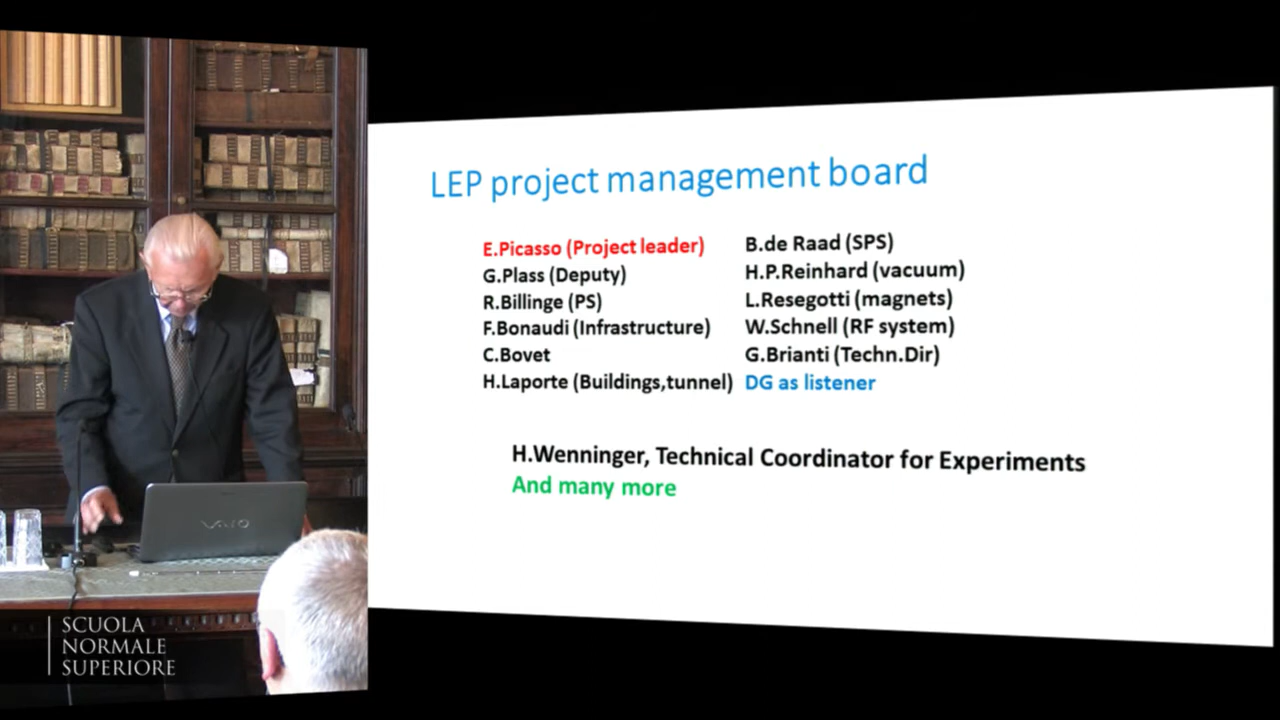 LEP project management board
E.Picasso (Project leader)
G.Plass (Deputy)
R.Billinge (PS)
F.Bonaudi (Infrastructure)
C.Bovet
H.Laporte (Buildings,tunnel)
B.de Raad (SPS)
H.P.Reinhard (vacuum)
L.Resegotti (magnets)
W.Schnell (RF system)
G.Brianti (Techn.Dir)
DG as listener
H.Wenninger, Technical Coordinator for Experiments
And many more
VAIO
SCUOLA
NORMALE
SUPERIORE